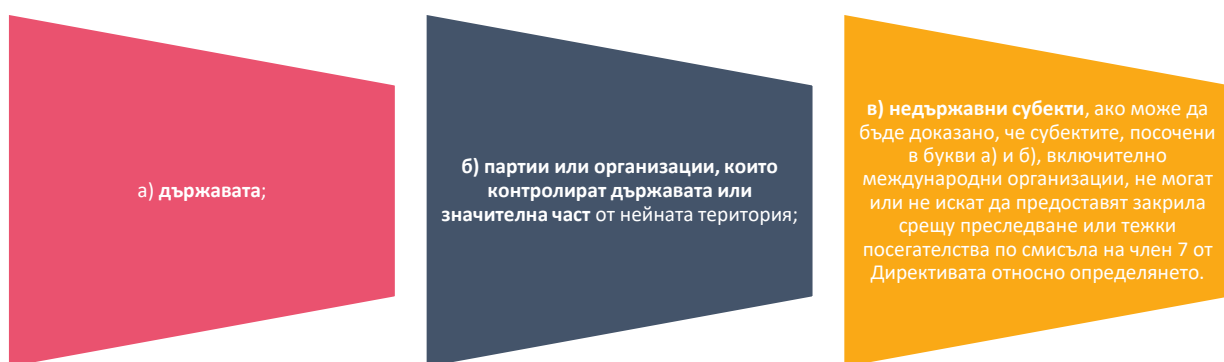 а) държавата;
б) партии или организации, които
контролират държавата или
значителна част от нейната територия;
в) недържавни субекти, ако може да
бъде доказано, че субектите, посочени
в букви а) и б), включително
международни организации, не могат
или не искат да предоставят закрила
срещу преследване или тежки
посегателства по смисъла на член 7 от
Директивата относно определянето.